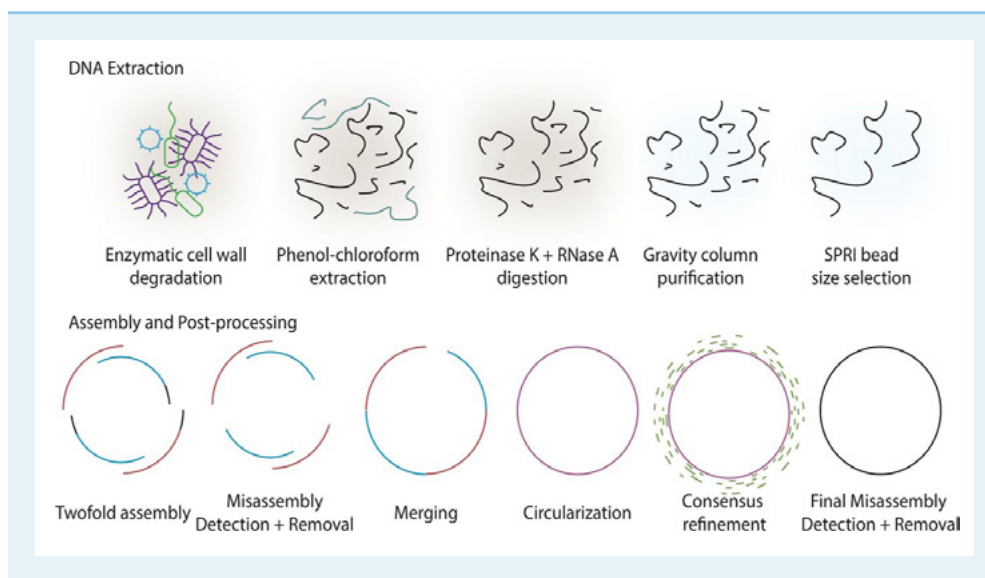 DNA Extraction
Enzymatic cell wall
degradation
Phenol-chloroform
extraction
Proteinase K + RNase A
digestion
Gravity column
purification
SPRI bead
size selection
Assembly and Post-processing
Twofold assembly
Misassembly
Detection + Removal
Merging
Circularization
Consensus
refinement
Final Misassembly
Detection + Removal